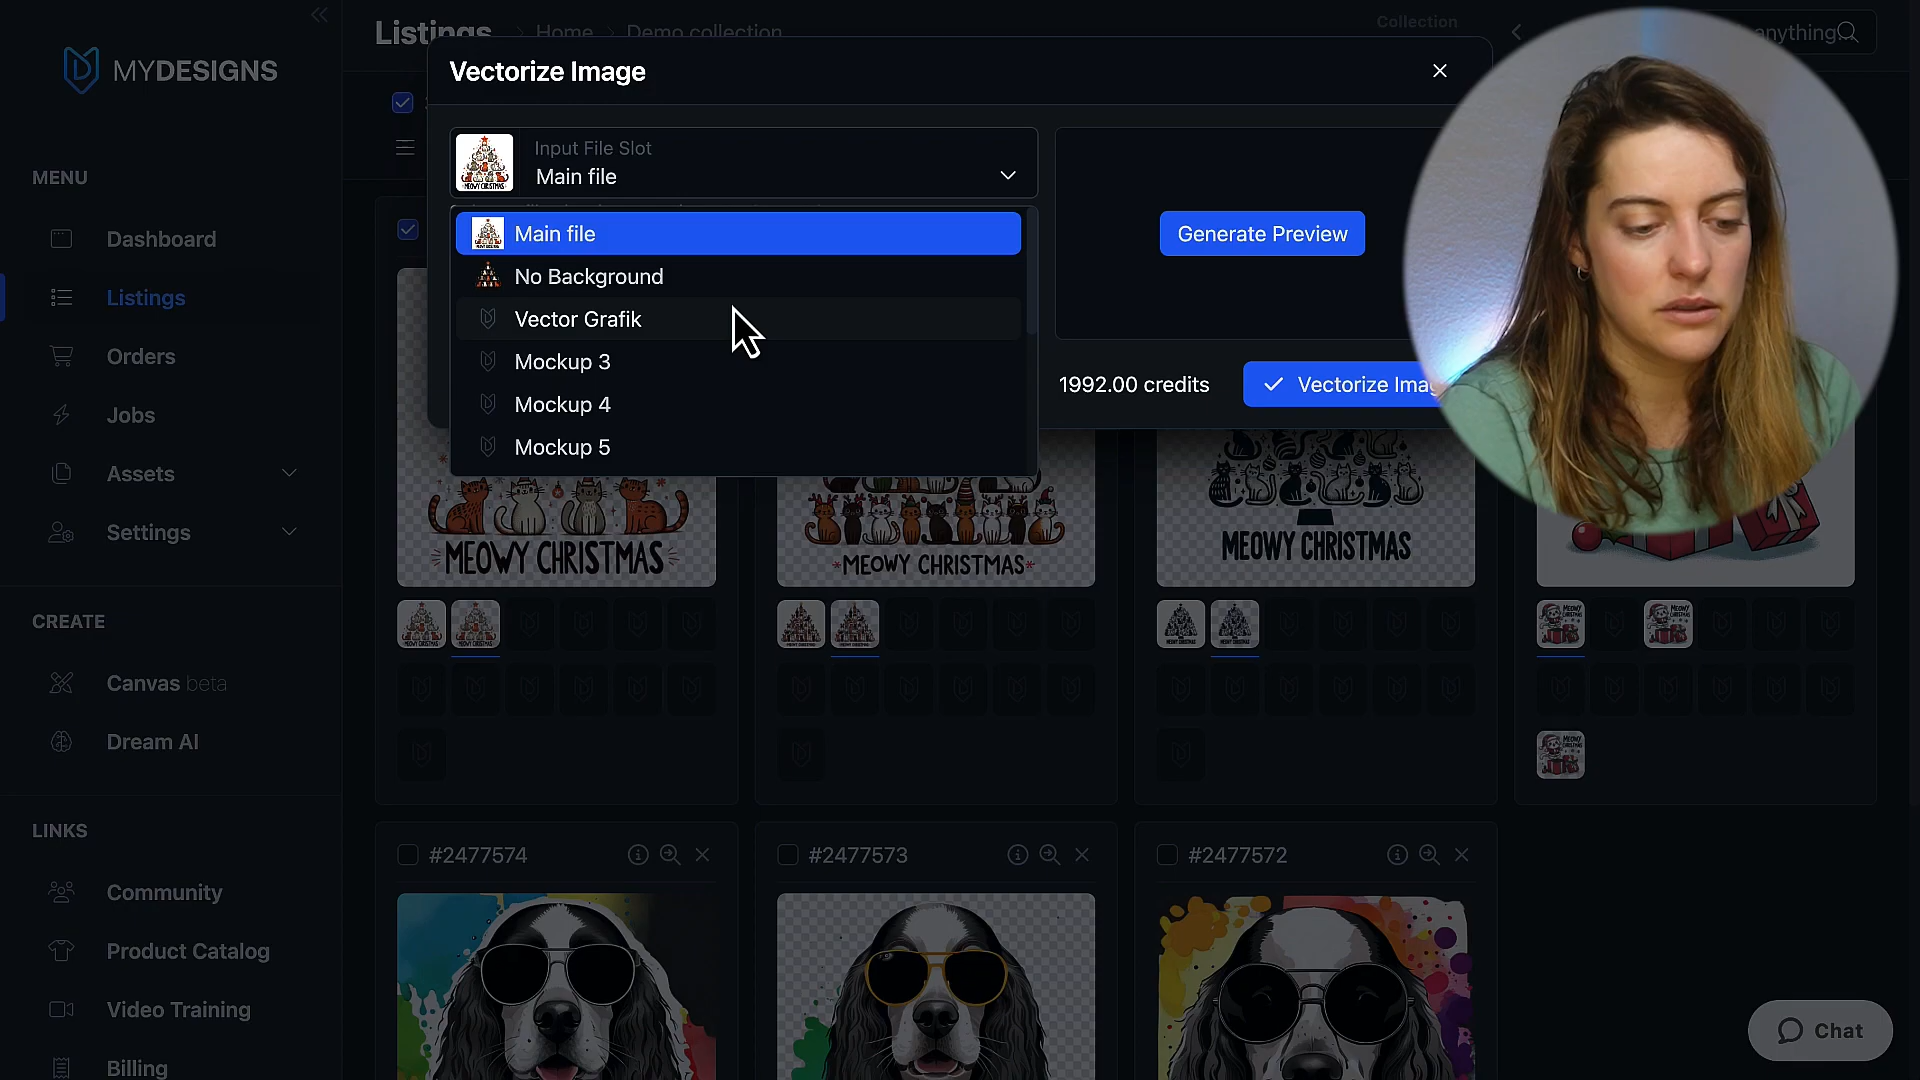 MYDESIGNS
MENU
Dashboard
Listings
Orders
Jobs
Assets
Settings
CREATE
Canvas beta
Dream AI
LINKS
Community
Product Catalog
Video Training
Billing
Listings
Home
Demo collection
Collection
anything...
Vectorize Image
Input File Slot
Main file
Main file
No Background
Vector Grafik
Mockup 3
Mockup 4
Mockup 5
Generate Preview
1992.00 credits
Vectorize Imag
MEOWY CHRISTMAS
MEOWY CHRISTMAS
MEOWY CHRISTMAS
#2477574
#2477573
#2477572
Chat